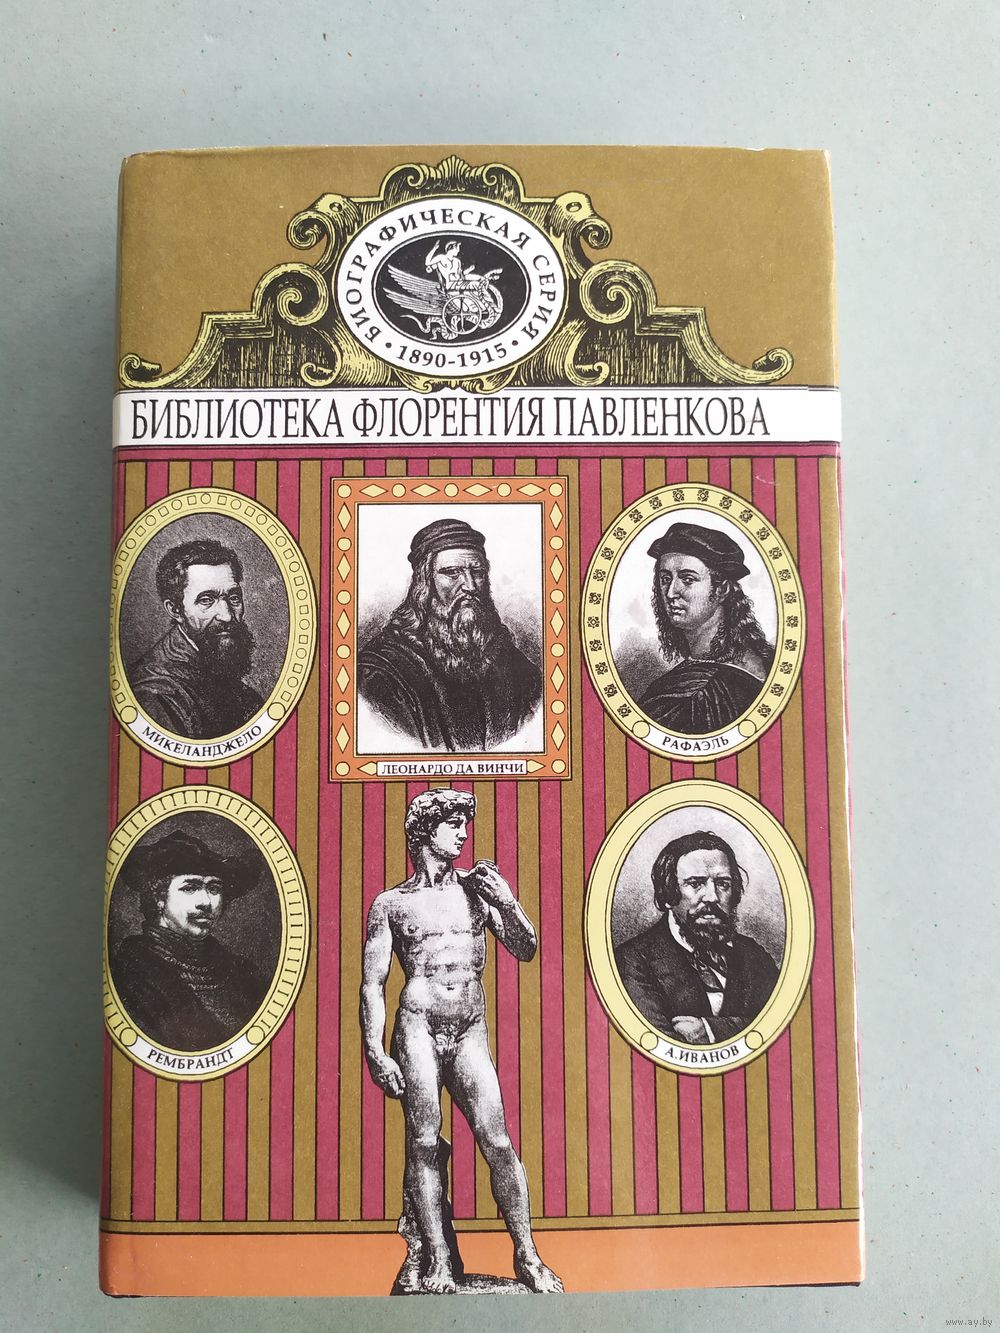 БИОГРАФИЧЕСКАЯ СЕРИЯ
• 1890-1915 •
БИБЛИОТЕКА ФЛОРЕНТИЯ ПАВЛЕНКОВА
МИКЕЛАНДЖЕЛО
ЛЕОНАРДО ДА ВИНЧИ
РАФАЭЛЬ
РЕМБРАНДТ
А.ИВАНОВ
www.ay.by